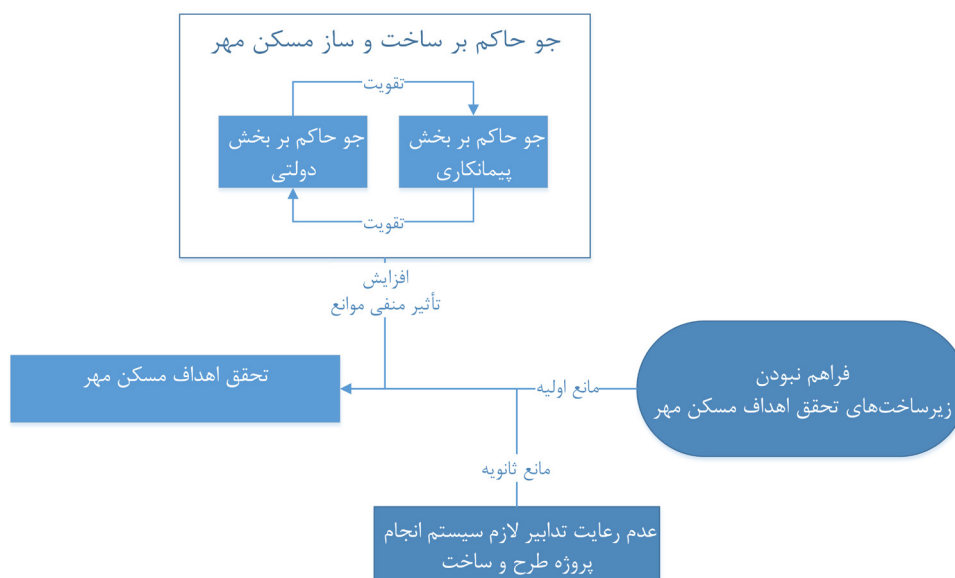 جو حاکم بر ساخت و ساز مسکن مهر
تقویت
جو حاکم بر بخش
پیمانکاری
جو حاکم بر بخش
دولتی
تقویت
افزایش
تأثیر منفی موانع
فراهم نبودن
زیرساخت‌های تحقق اهداف مسکن مهر
مانع اولیه
تحقق اهداف مسکن مهر
مانع ثانویه
عدم رعایت تدابیر لازم سیستم انجام
پروژه طرح و ساخت